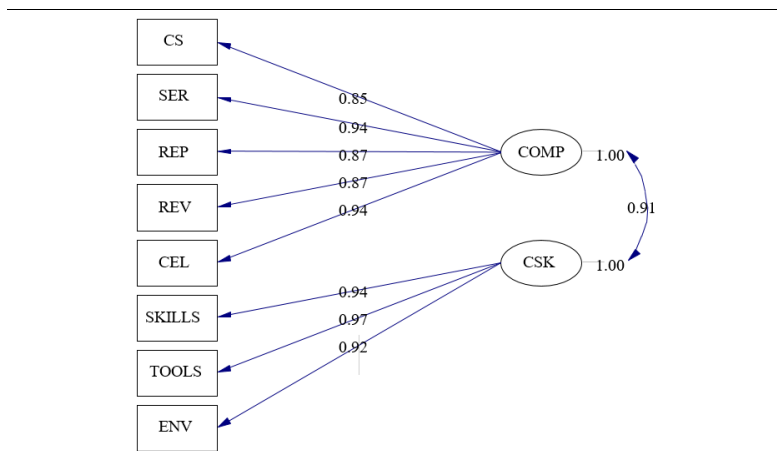 CS
0.85
SER
0.94
REP
0.87
COMP
1.00
REV
0.87
0.91
CEL
0.94
CSK
1.00
SKILLS
0.94
TOOLS
0.97
0.92
ENV